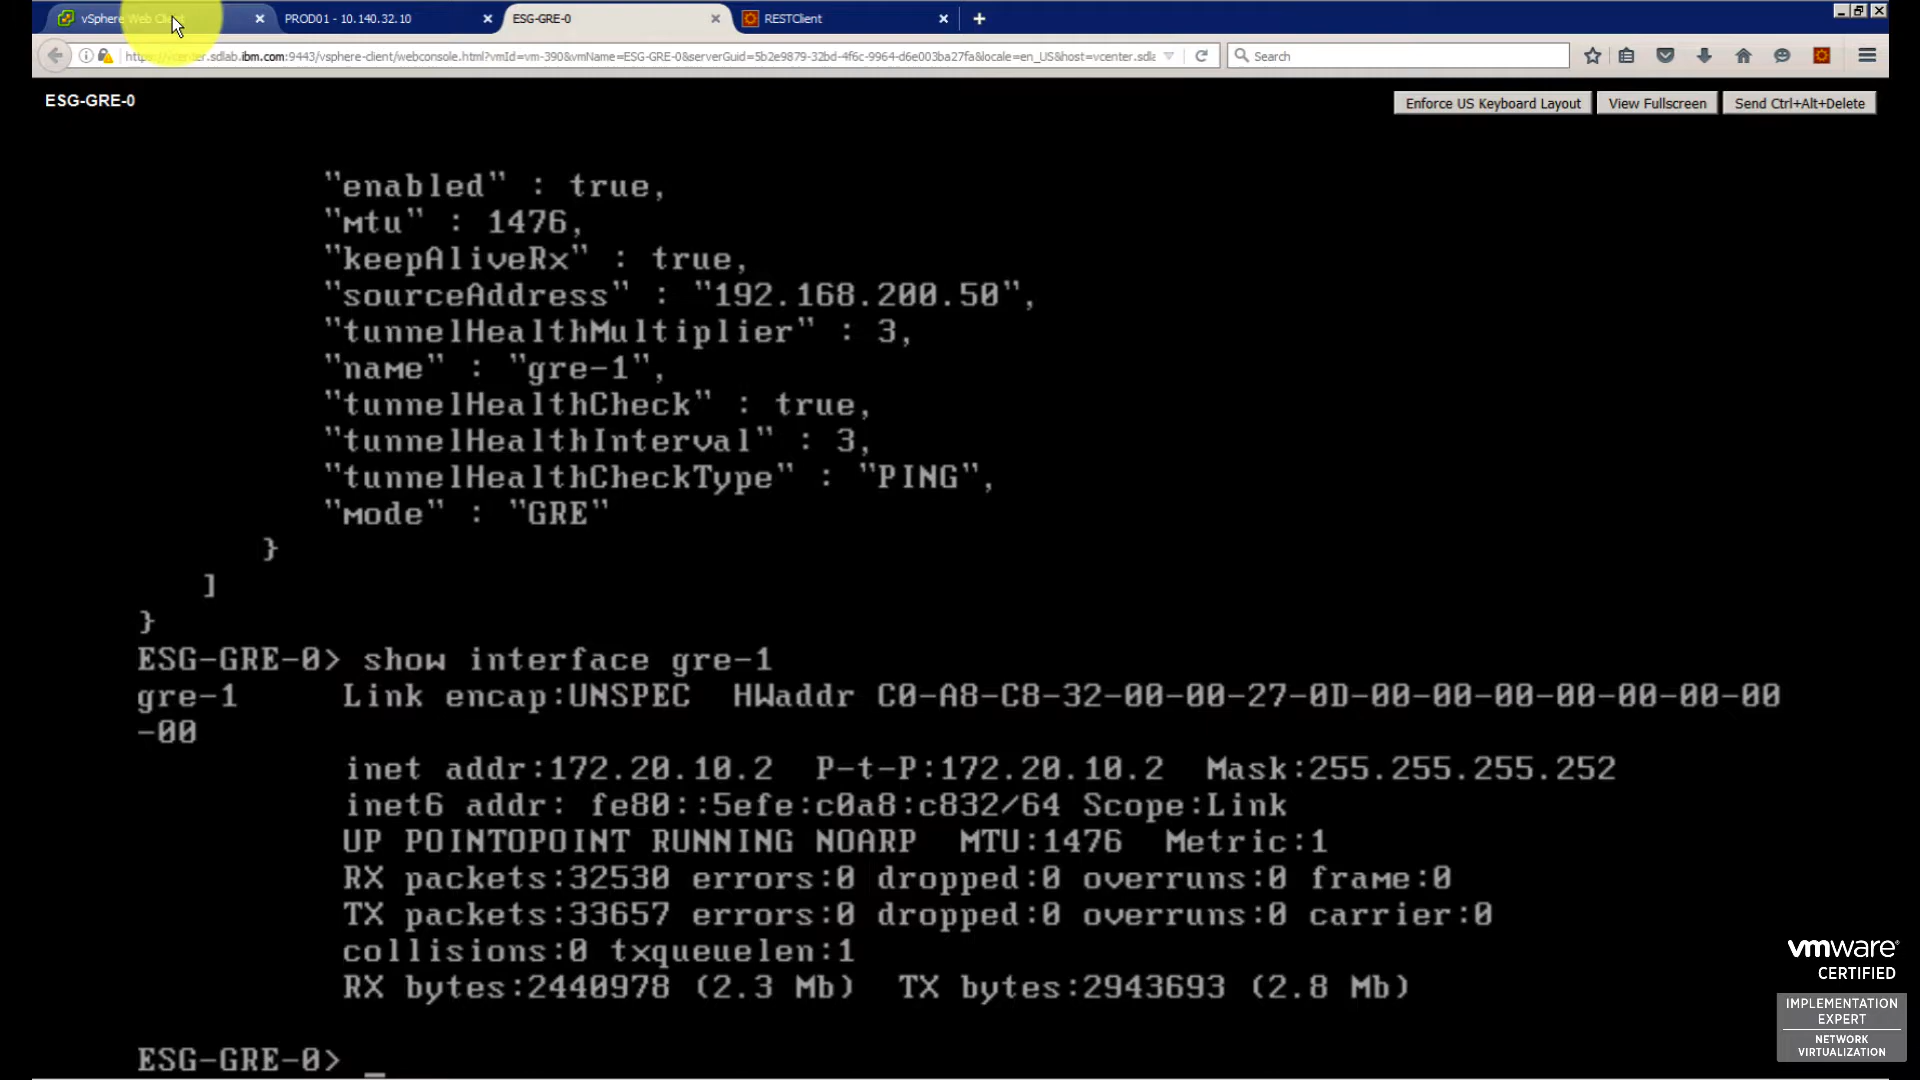 vSphere Web Client
PROD01 - 10.140.32.10
ESG-GRE-0
RESTClient
.sdlab.ibm.com:9443/vsphere-client/webconsole.html?vmId=vm-390&vmName=ESG-GRE-0&serverGuid=5b2e9879-32bd-4f6c-9964-d6e003ba27fa&locale=en_US&host=vcenter.sdla
Search
ESG-GRE-0
Enforce US Keyboard Layout
View Fullscreen
Send Ctrl+Alt+Delete
"enabled" : true,
"mtu" : 1476,
"keepAliveRx" : true,
"sourceAddress" : "192.168.200.50",
"tunnelHealthMultiplier" : 3,
"name" : "gre-1",
"tunnelHealthCheck" : true,
"tunnelHealthInterval" : 3,
"tunnelHealthCheckType" : "PING",
"mode" : "GRE"
}
]
}
ESG-GRE-0> show interface gre-1
gre-1 Link encap:UNSPEC HWaddr C0-A8-C8-32-00-00-27-0D-00-00-00-00-00-00-00
-00
inet addr:172.20.10.2 P-t-P:172.20.10.2 Mask:255.255.255.252
inet6 addr: fe80::5efe:c0a8:c832/64 Scope:Link
UP POINTOPOINT RUNNING NOARP MTU:1476 Metric:1
RX packets:32530 errors:0 dropped:0 overruns:0 frame:0
TX packets:33657 errors:0 dropped:0 overruns:0 carrier:0
collisions:0 txqueuelen:1
RX bytes:2440978 (2.3 Mb) TX bytes:2943693 (2.8 Mb)
ESG-GRE-0> _
vmware
CERTIFIED
IMPLEMENTATION
EXPERT
NETWORK
VIRTUALIZATION